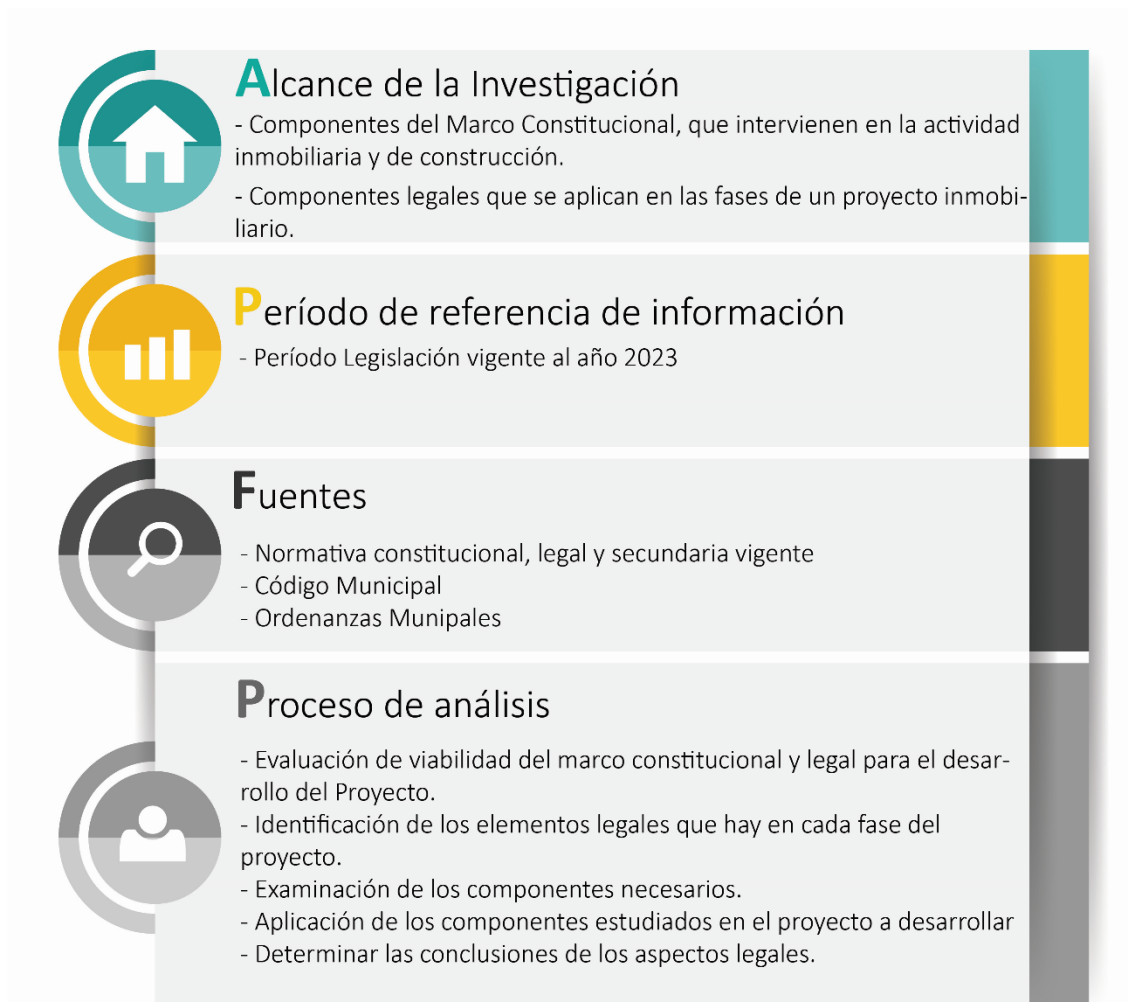 Alcance de la Investigación
- Componentes del Marco Constitucional, que intervienen en la actividad
inmobiliaria y de construcción.
- Componentes legales que se aplican en las fases de un proyecto inmobi-
liario.
Período de referencia de información
- Período Legislación vigente al año 2023
Fuentes
- Normativa constitucional, legal y secundaria vigente
- Código Municipal
- Ordenanzas Munipales
Proceso de análisis
- Evaluación de viabilidad del marco constitucional y legal para el desar-
rollo del Proyecto.
- Identificación de los elementos legales que hay en cada fase del
proyecto.
- Examinación de los componentes necesarios.
- Aplicación de los componentes estudiados en el proyecto a desarrollar
- Determinar las conclusiones de los aspectos legales.